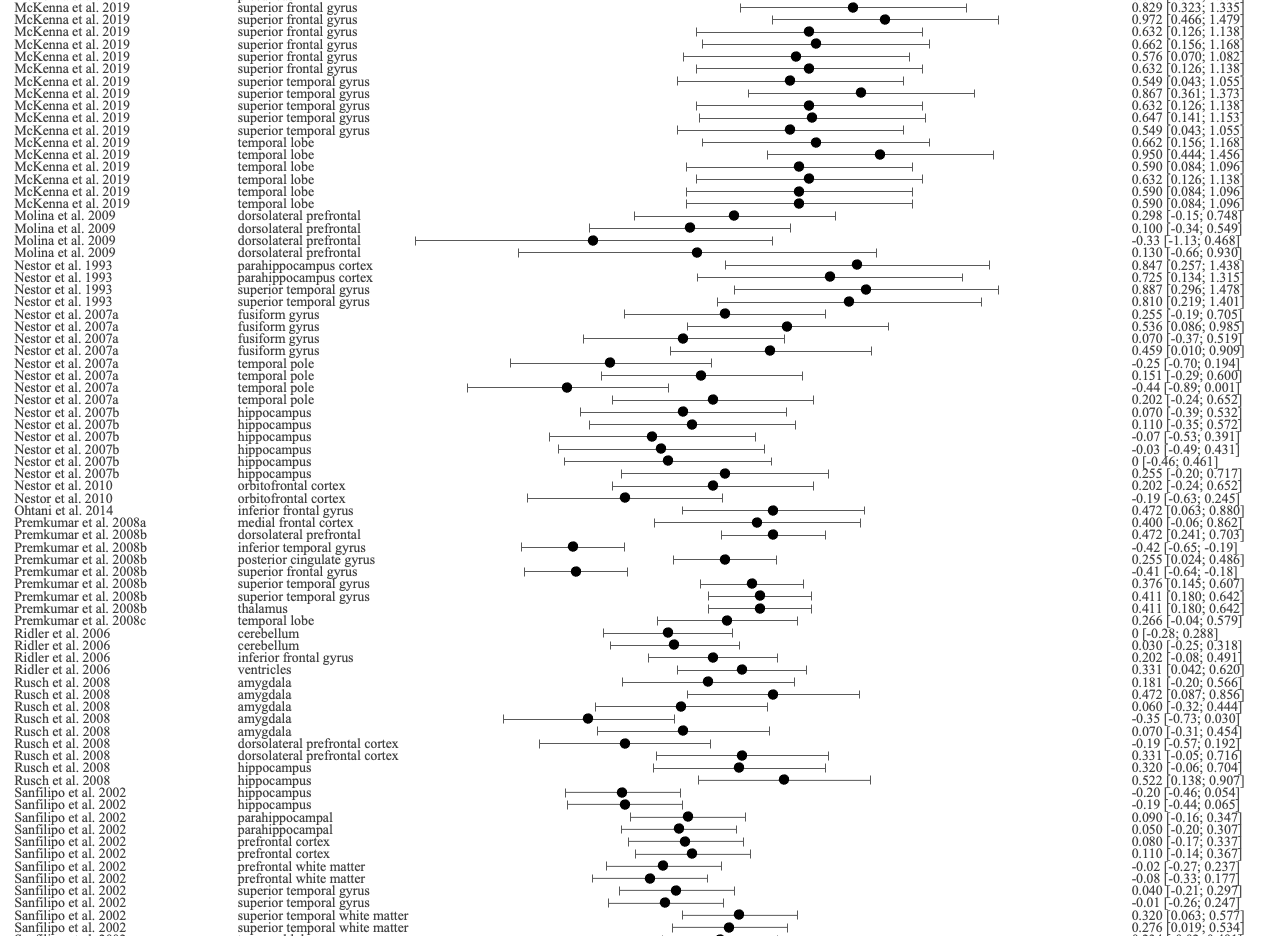 McKenna et al. 2019 superior frontal gyrus 0.829 [0.323; 1.335]
McKenna et al. 2019 superior frontal gyrus 0.972 [0.466; 1.479]
McKenna et al. 2019 superior frontal gyrus 0.632 [0.126; 1.138]
McKenna et al. 2019 superior frontal gyrus 0.662 [0.156; 1.168]
McKenna et al. 2019 superior frontal gyrus 0.576 [0.070; 1.082]
McKenna et al. 2019 superior frontal gyrus 0.632 [0.126; 1.138]
McKenna et al. 2019 superior temporal gyrus 0.549 [0.043; 1.055]
McKenna et al. 2019 superior temporal gyrus 0.867 [0.361; 1.373]
McKenna et al. 2019 superior temporal gyrus 0.632 [0.126; 1.138]
McKenna et al. 2019 superior temporal gyrus 0.647 [0.141; 1.153]
McKenna et al. 2019 superior temporal gyrus 0.549 [0.043; 1.055]
McKenna et al. 2019 temporal lobe 0.662 [0.156; 1.168]
McKenna et al. 2019 temporal lobe 0.950 [0.444; 1.456]
McKenna et al. 2019 temporal lobe 0.590 [0.084; 1.096]
McKenna et al. 2019 temporal lobe 0.632 [0.126; 1.138]
McKenna et al. 2019 temporal lobe 0.590 [0.084; 1.096]
McKenna et al. 2019 temporal lobe 0.590 [0.084; 1.096]
Molina et al. 2009 dorsolateral prefrontal 0.298 [-0.15; 0.748]
Molina et al. 2009 dorsolateral prefrontal 0.100 [-0.34; 0.549]
Molina et al. 2009 dorsolateral prefrontal -0.33 [-1.13; 0.468]
Molina et al. 2009 dorsolateral prefrontal 0.130 [-0.66; 0.930]
Nestor et al. 1993 parahippocampus cortex 0.847 [0.257; 1.438]
Nestor et al. 1993 parahippocampus cortex 0.725 [0.134; 1.315]
Nestor et al. 1993 superior temporal gyrus 0.887 [0.296; 1.478]
Nestor et al. 1993 superior temporal gyrus 0.810 [0.219; 1.401]
Nestor et al. 2007a fusiform gyrus 0.255 [-0.19; 0.705]
Nestor et al. 2007a fusiform gyrus 0.536 [0.086; 0.985]
Nestor et al. 2007a fusiform gyrus 0.070 [-0.37; 0.519]
Nestor et al. 2007a fusiform gyrus 0.459 [0.010; 0.909]
Nestor et al. 2007a temporal pole -0.25 [-0.70; 0.194]
Nestor et al. 2007a temporal pole 0.151 [-0.29; 0.600]
Nestor et al. 2007a temporal pole -0.44 [-0.89; 0.001]
Nestor et al. 2007a temporal pole 0.202 [-0.24; 0.652]
Nestor et al. 2007b hippocampus 0.070 [-0.39; 0.532]
Nestor et al. 2007b hippocampus 0.110 [-0.35; 0.572]
Nestor et al. 2007b hippocampus -0.07 [-0.53; 0.391]
Nestor et al. 2007b hippocampus -0.03 [-0.49; 0.431]
Nestor et al. 2007b hippocampus 0 [-0.46; 0.461]
Nestor et al. 2007b hippocampus 0.255 [-0.20; 0.717]
Nestor et al. 2010 orbitofrontal cortex 0.202 [-0.24; 0.652]
Nestor et al. 2010 orbitofrontal cortex -0.19 [-0.63; 0.245]
Ohtani et al. 2014 inferior frontal gyrus 0.472 [0.063; 0.880]
Premkumar et al. 2008a medial frontal cortex 0.400 [-0.06; 0.862]
Premkumar et al. 2008b dorsolateral prefrontal 0.472 [0.241; 0.703]
Premkumar et al. 2008b inferior temporal gyrus -0.42 [-0.65; -0.19]
Premkumar et al. 2008b posterior cingulate gyrus 0.255 [0.024; 0.486]
Premkumar et al. 2008b superior frontal gyrus -0.41 [-0.64; -0.18]
Premkumar et al. 2008b superior temporal gyrus 0.376 [0.145; 0.607]
Premkumar et al. 2008b superior temporal gyrus 0.411 [0.180; 0.642]
Premkumar et al. 2008b thalamus 0.411 [0.180; 0.642]
Premkumar et al. 2008c temporal lobe 0.266 [-0.04; 0.579]
Ridler et al. 2006 cerebellum 0 [-0.28; 0.288]
Ridler et al. 2006 cerebellum 0.030 [-0.25; 0.318]
Ridler et al. 2006 inferior frontal gyrus 0.202 [-0.08; 0.491]
Ridler et al. 2006 ventricles 0.331 [0.042; 0.620]
Rusch et al. 2008 amygdala 0.181 [-0.20; 0.566]
Rusch et al. 2008 amygdala 0.472 [0.087; 0.856]
Rusch et al. 2008 amygdala 0.060 [-0.32; 0.444]
Rusch et al. 2008 amygdala -0.35 [-0.73; 0.030]
Rusch et al. 2008 amygdala 0.070 [-0.31; 0.454]
Rusch et al. 2008 dorsolateral prefrontal cortex -0.19 [-0.57; 0.192]
Rusch et al. 2008 dorsolateral prefrontal cortex 0.331 [-0.05; 0.716]
Rusch et al. 2008 hippocampus 0.320 [-0.06; 0.704]
Rusch et al. 2008 hippocampus 0.522 [0.138; 0.907]
Sanfilipo et al. 2002 hippocampus -0.20 [-0.46; 0.054]
Sanfilipo et al. 2002 hippocampus -0.19 [-0.44; 0.065]
Sanfilipo et al. 2002 parahippocampal 0.090 [-0.16; 0.347]
Sanfilipo et al. 2002 parahippocampal 0.050 [-0.20; 0.307]
Sanfilipo et al. 2002 prefrontal cortex 0.080 [-0.17; 0.337]
Sanfilipo et al. 2002 prefrontal cortex 0.110 [-0.14; 0.367]
Sanfilipo et al. 2002 prefrontal white matter -0.02 [-0.27; 0.237]
Sanfilipo et al. 2002 prefrontal white matter -0.08 [-0.33; 0.177]
Sanfilipo et al. 2002 superior temporal gyrus 0.040 [-0.21; 0.297]
Sanfilipo et al. 2002 superior temporal gyrus -0.01 [-0.26; 0.247]
Sanfilipo et al. 2002 superior temporal white matter 0.320 [0.063; 0.577]
Sanfilipo et al. 2002 superior temporal white matter 0.276 [0.019; 0.534]